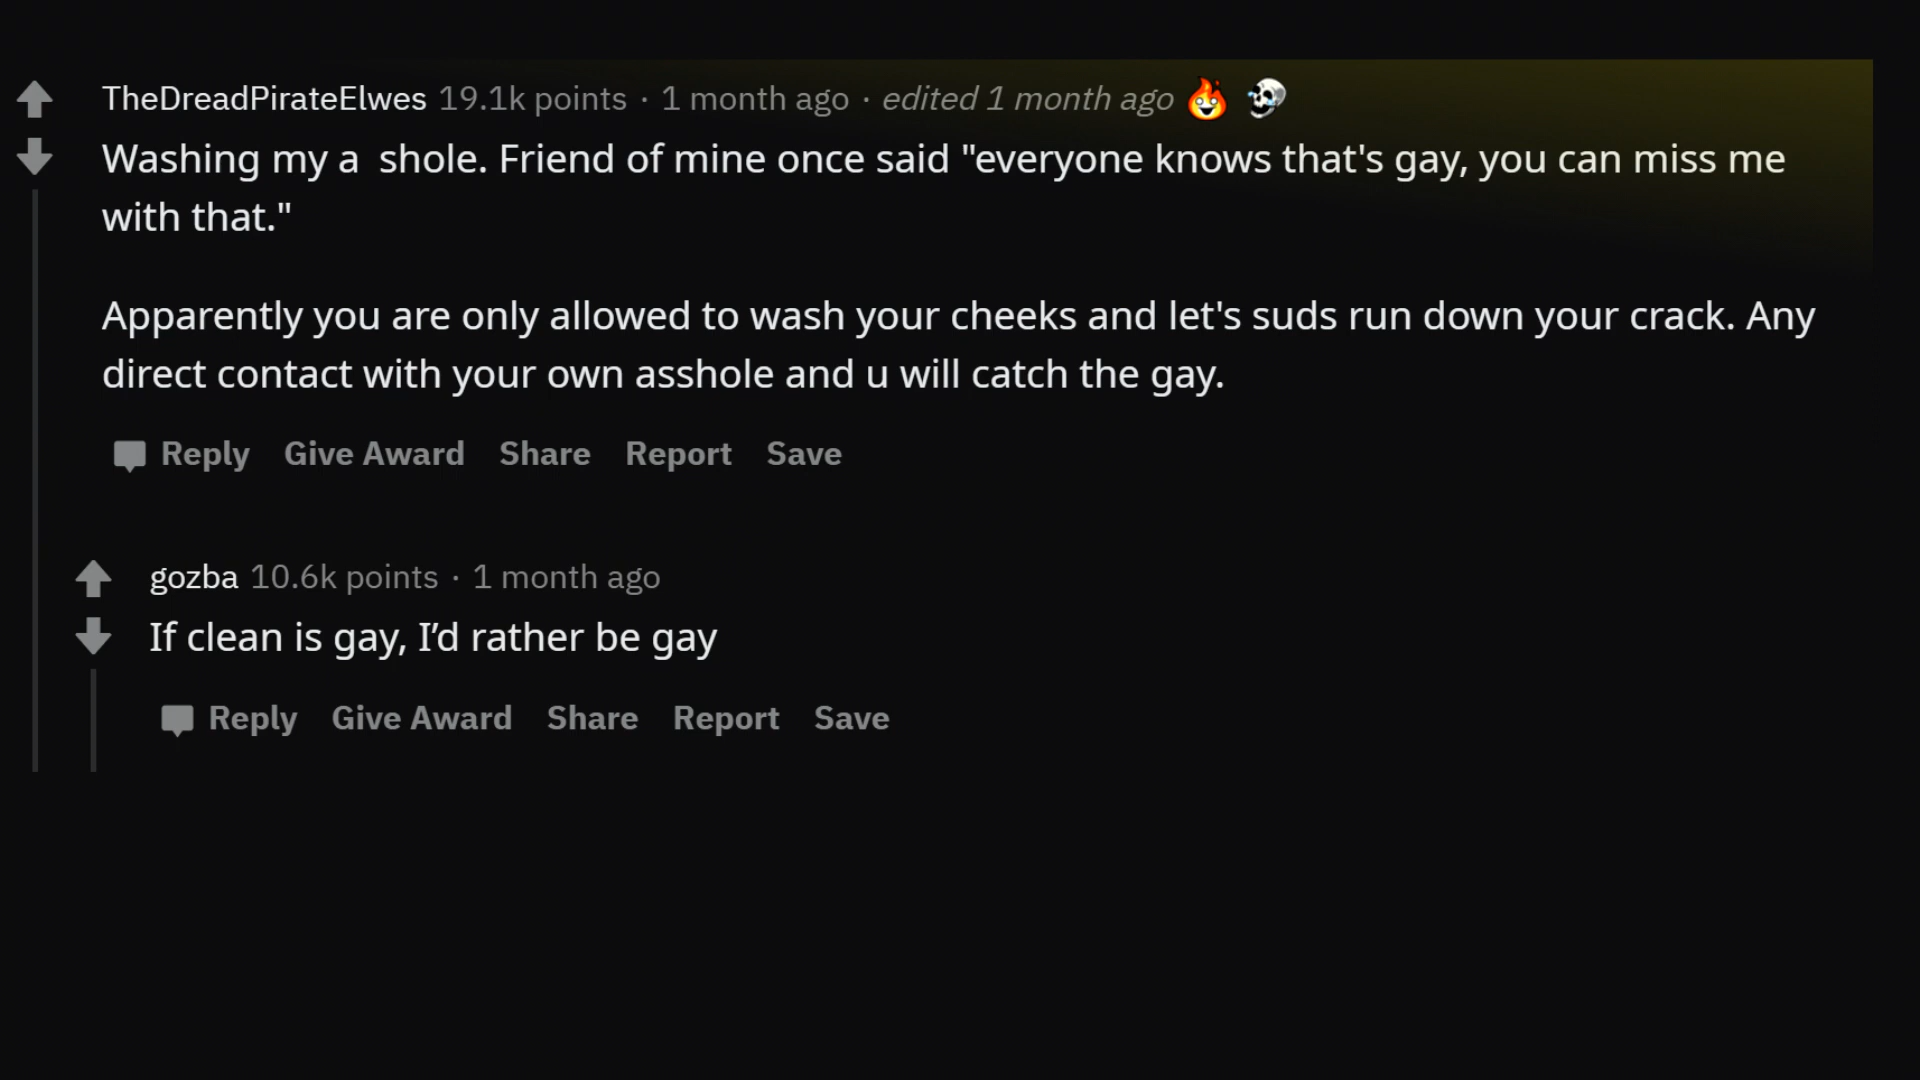 TheDreadPirateElwes 19.1k points · 1 month ago · edited 1 month ago
Washing my a  shole. Friend of mine once said "everyone knows that's gay, you can miss me
with that."
Apparently you are only allowed to wash your cheeks and let's suds run down your crack. Any
direct contact with your own asshole and u will catch the gay.
Reply Give Award Share Report Save
gozba 10.6k points · 1 month ago
If clean is gay, I’d rather be gay
Reply Give Award Share Report Save